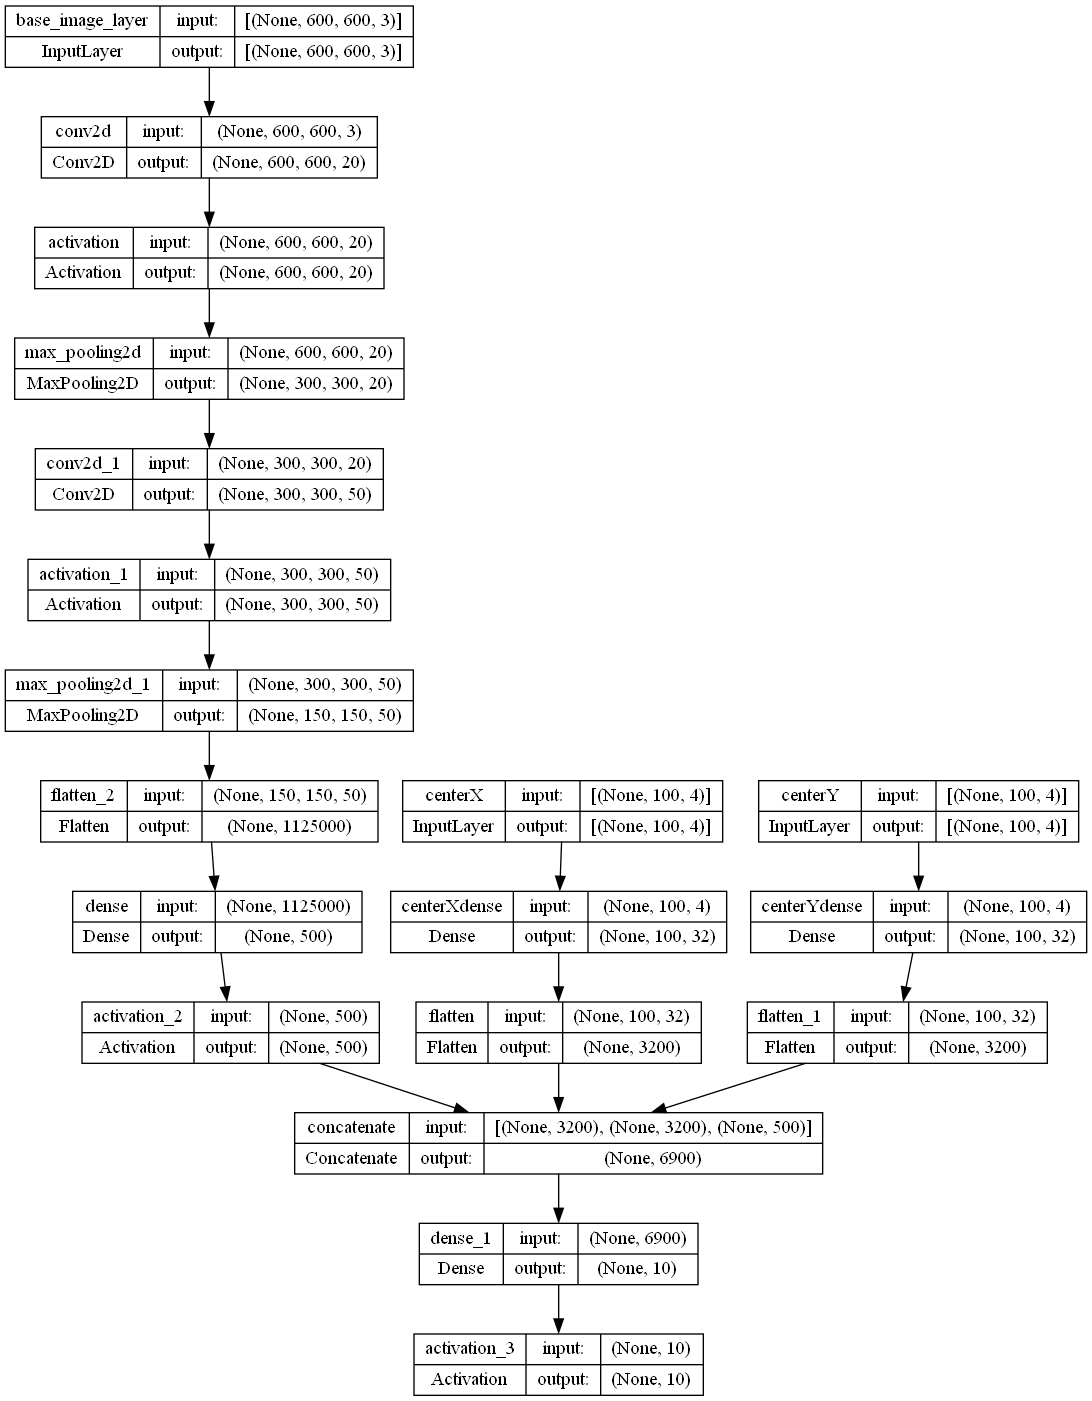 base_image_layer input: [(None, 600, 600, 3)]
InputLayer output: [(None, 600, 600, 3)]
conv2d input: (None, 600, 600, 3)
Conv2D output: (None, 600, 600, 20)
activation input: (None, 600, 600, 20)
Activation output: (None, 600, 600, 20)
max_pooling2d input: (None, 600, 600, 20)
MaxPooling2D output: (None, 300, 300, 20)
conv2d_1 input: (None, 300, 300, 20)
Conv2D output: (None, 300, 300, 50)
activation_1 input: (None, 300, 300, 50)
Activation output: (None, 300, 300, 50)
max_pooling2d_1 input: (None, 300, 300, 50)
MaxPooling2D output: (None, 150, 150, 50)
flatten_2 input: (None, 150, 150, 50)
Flatten output: (None, 1125000)
centerX input: [(None, 100, 4)]
InputLayer output: [(None, 100, 4)]
centerY input: [(None, 100, 4)]
InputLayer output: [(None, 100, 4)]
dense input: (None, 1125000)
Dense output: (None, 500)
centerXdense input: (None, 100, 4)
Dense output: (None, 100, 32)
centerYdense input: (None, 100, 4)
Dense output: (None, 100, 32)
activation_2 input: (None, 500)
Activation output: (None, 500)
flatten input: (None, 100, 32)
Flatten output: (None, 3200)
flatten_1 input: (None, 100, 32)
Flatten output: (None, 3200)
concatenate input: [(None, 3200), (None, 3200), (None, 500)]
Concatenate output: (None, 6900)
dense_1 input: (None, 6900)
Dense output: (None, 10)
activation_3 input: (None, 10)
Activation output: (None, 10)